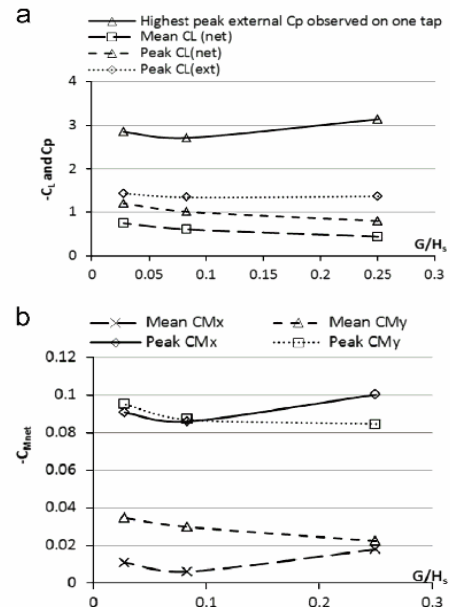 a
Highest peak external Cp observed on one tap
Mean CL (net)
Peak CL(net)
Peak CL(ext)
4
3
2
1
0
-CL and Cp
G/Hs
0 0.05 0.1 0.15 0.2 0.25 0.3
b
Mean CMx Mean CMy
Peak CMx Peak CMy
0.12
0.1
0.08
0.06
0.04
0.02
0
-CMnet
G/Hs
0 0.1 0.2 0.3